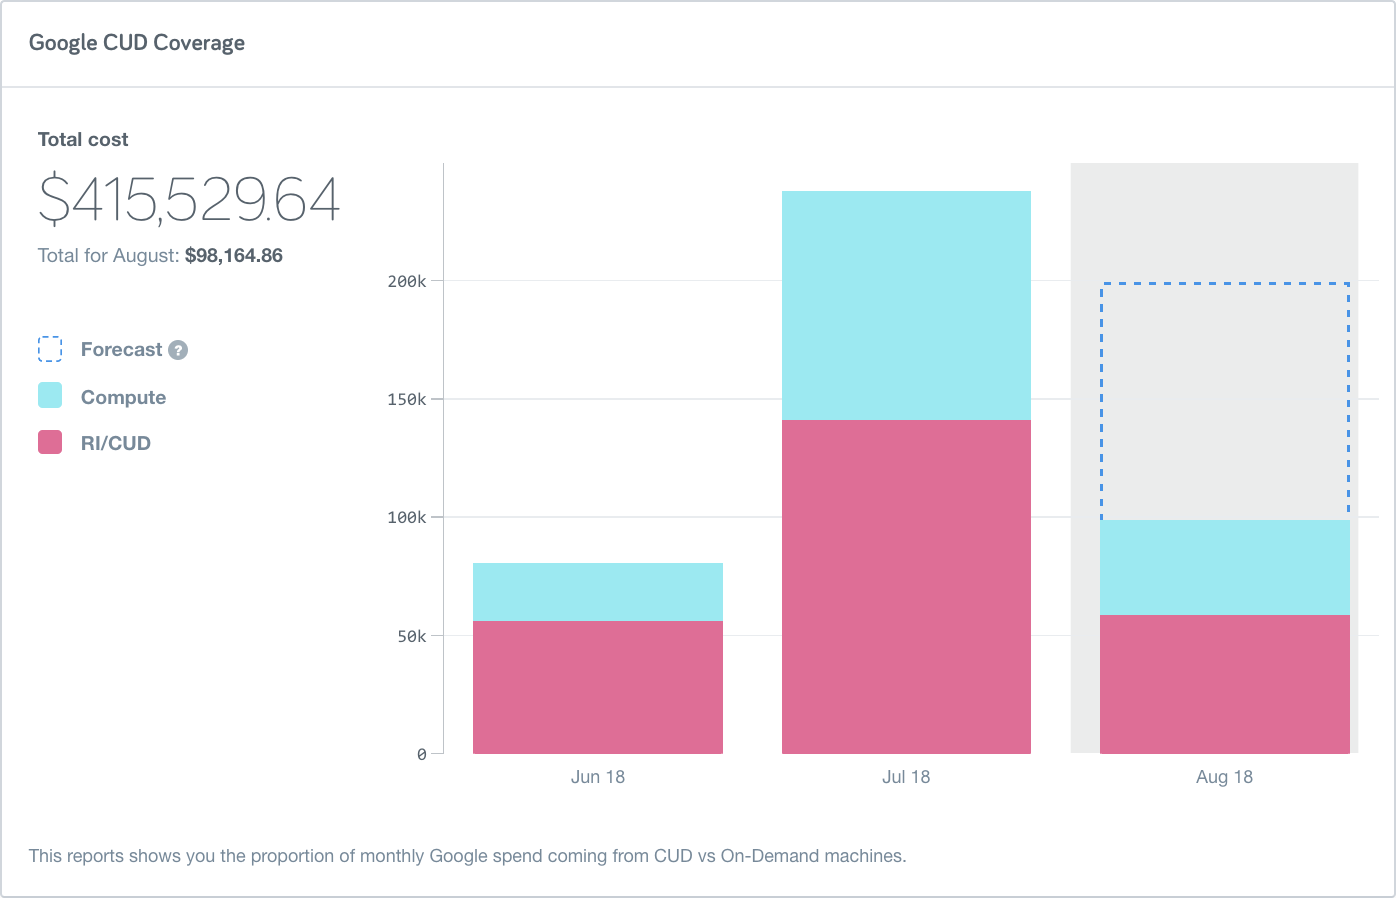 Google CUD Coverage
Total cost
$415,529.64
Total for August: $98,164.86
Forecast ?
Compute
RI/CUD
200k
150k
100k
50k
0
Jun 18
Jul 18
Aug 18
This reports shows you the proportion of monthly Google spend coming from CUD vs On-Demand machines.